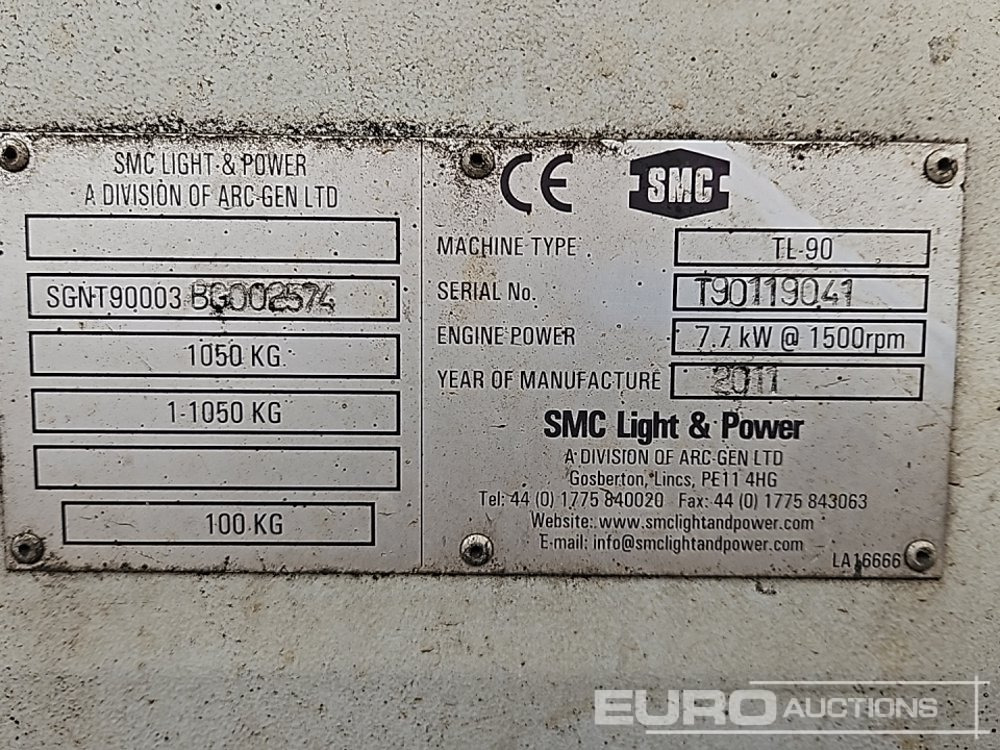 SMC LIGHT & POWER
A DIVISION OF ARC-GEN LTD
SGNT90003 BG002574
1050 KG
1-1050 KG
100 KG
CE
SMC
MACHINE TYPE TL-90
SERIAL No. T90119041
ENGINE POWER 7.7 kW @ 1500rpm
YEAR OF MANUFACTURE 2011
SMC Light & Power
A DIVISION OF ARC-GEN LTD
Gosberton, Lincs, PE11 4HG
Tel: 44 (0) 1775 840020 Fax: 44 (0) 1775 843063
Website: www.smclightandpower.com
E-mail: info@smclightandpower.com
LA16666
EURO AUCTIONS